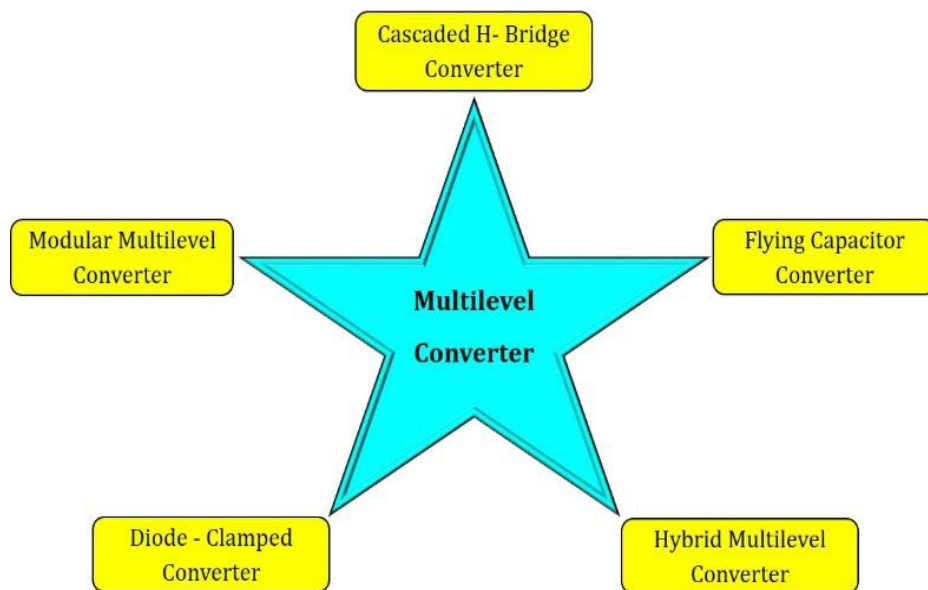 Cascaded H- Bridge
Converter
Modular Multilevel
Converter
Flying Capacitor
Converter
Multilevel
Converter
Diode - Clamped
Converter
Hybrid Multilevel
Converter